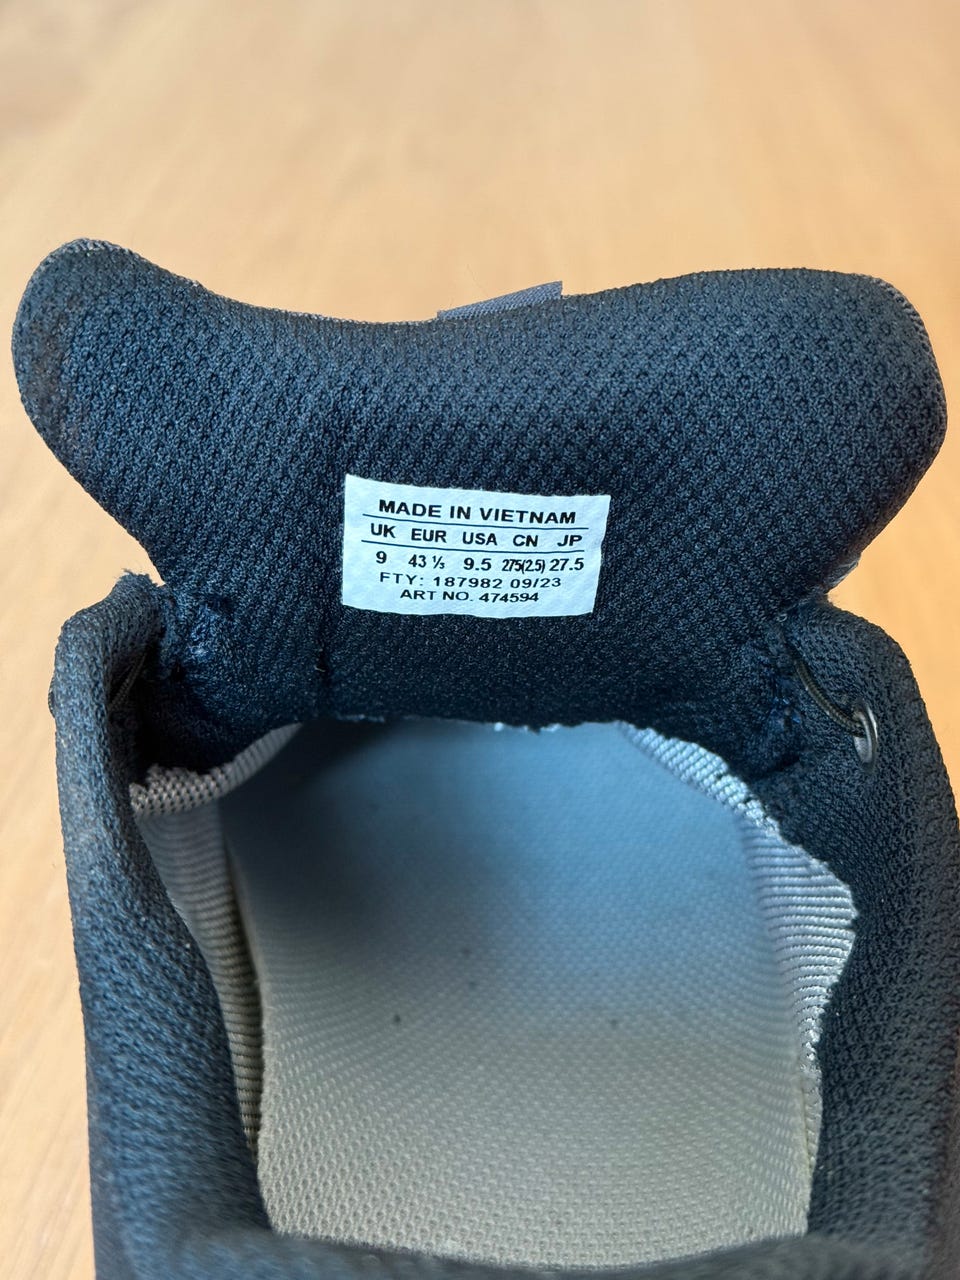 MADE IN VIETNAM
UK EUR USA CN JP
9 43 ⅓ 9.5 275(2.5) 27.5
FTY: 187982 09/23
ART NO. 474594